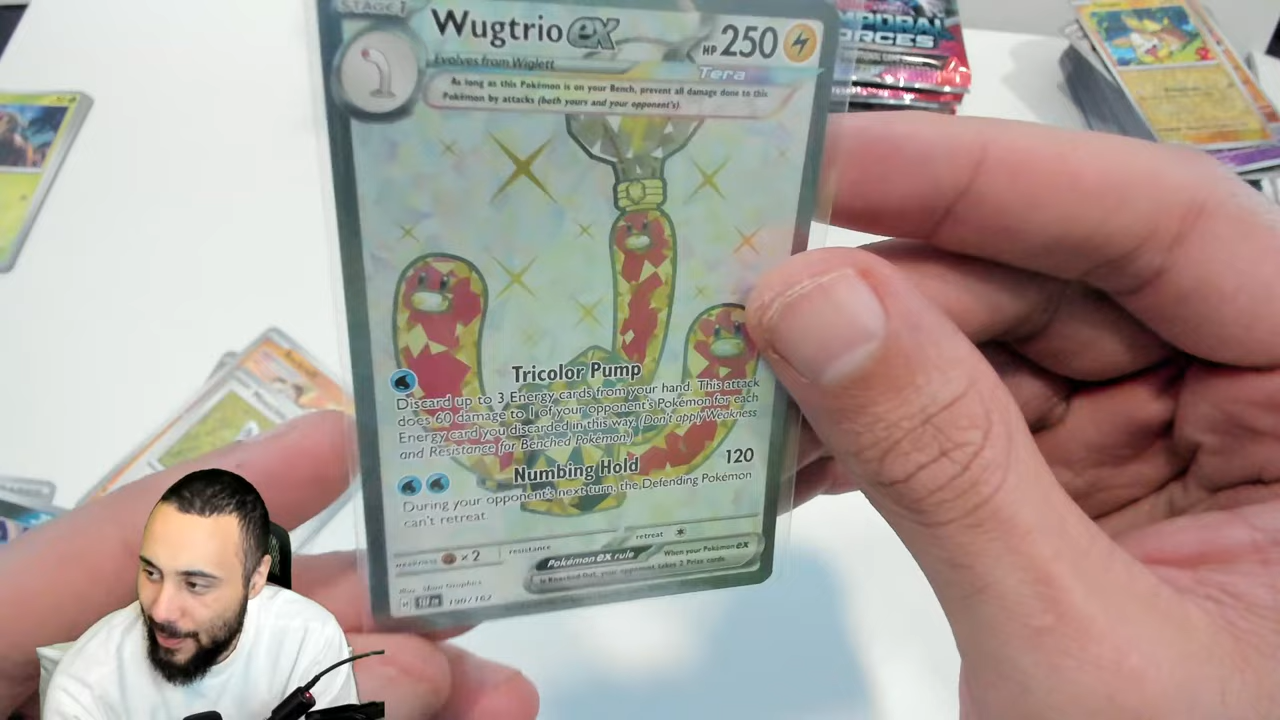 STAGE 1
Wugtrio ex
HP 250
Evolves from Wiglett
Tera
As long as this Pokémon is on your Bench, prevent all damage done to this
Pokémon by attacks (both yours and your opponent's).
Tricolor Pump
Discard up to 3 Energy cards from your hand. This attack
does 60 damage to 1 of your opponent's Pokémon for each
Energy card you discarded in this way. (Don't apply Weakness
and Resistance for Benched Pokémon.)
Numbing Hold 120
During your opponent's next turn, the Defending Pokémon
can't retreat.
weakness ×2 resistance retreat
Pokémon ex rule When your Pokémon ex
is Knocked Out, your opponent takes 2 Prize cards.
Illus. Shin Graphics
TEF EN 190/162
FORCES